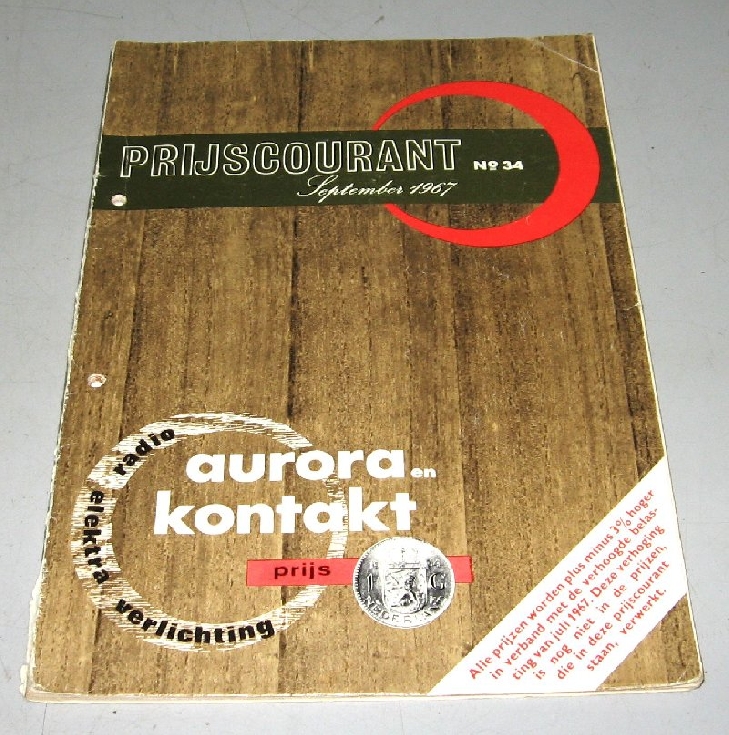 PRIJSCOURANT Nº 34
September 1967
radio
elektra
verlichting
aurora en
kontakt
prijs
1 G
NEDERLAND
Alle prijzen worden plus minus 3% hoger
in verband met de verhoogde belas-
ting van juli 1967. Deze verhoging
is nog niet in de prijzen,
die in deze prijscourant
staan, verwerkt.